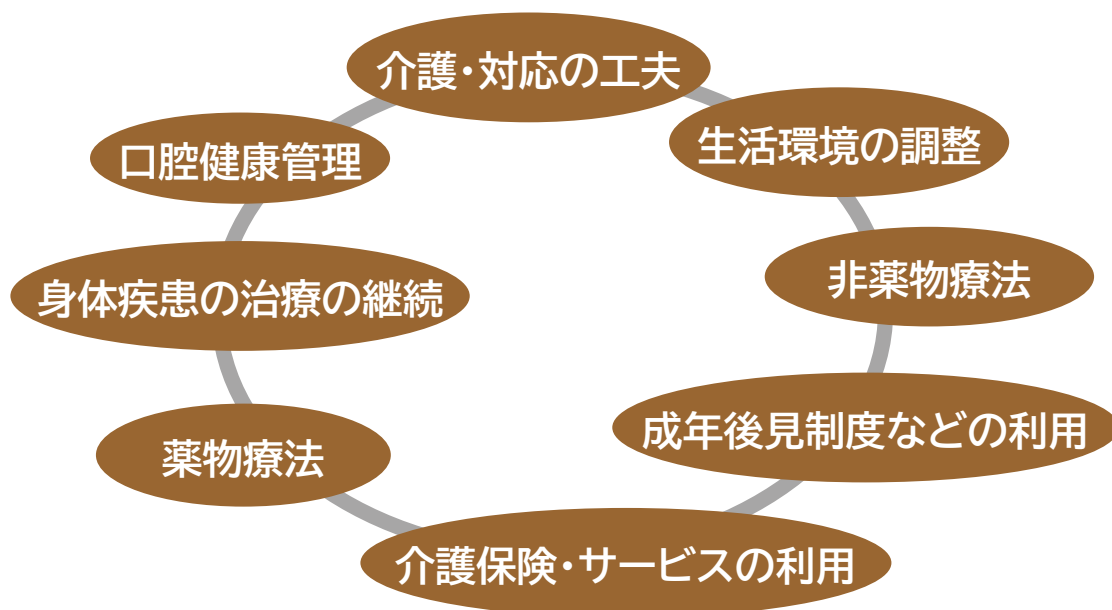 介護・対応の工夫
生活環境の調整
非薬物療法
成年後見制度などの利用
介護保険・サービスの利用
薬物療法
身体疾患の治療の継続
口腔健康管理